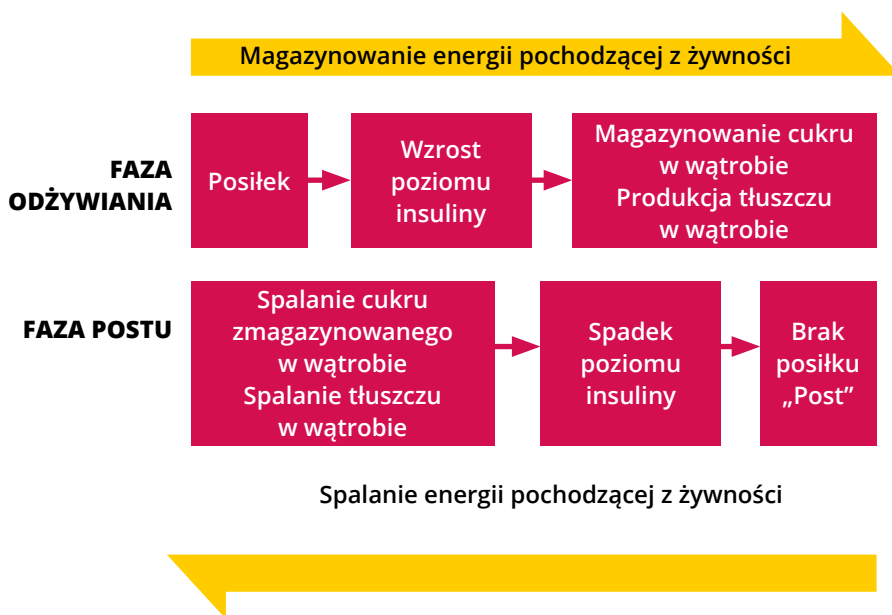 Magazynowanie energii pochodzącej z żywności
FAZA
ODŻYWIANIA
Posiłek
Wzrost
poziomu
insuliny
Magazynowanie cukru
w wątrobie
Produkcja tłuszczu
w wątrobie
FAZA POSTU
Spalanie cukru
zmagazynowanego
w wątrobie
Spalanie tłuszczu
w wątrobie
Spadek
poziomu
insuliny
Brak
posiłku
„Post”
Spalanie energii pochodzącej z żywności